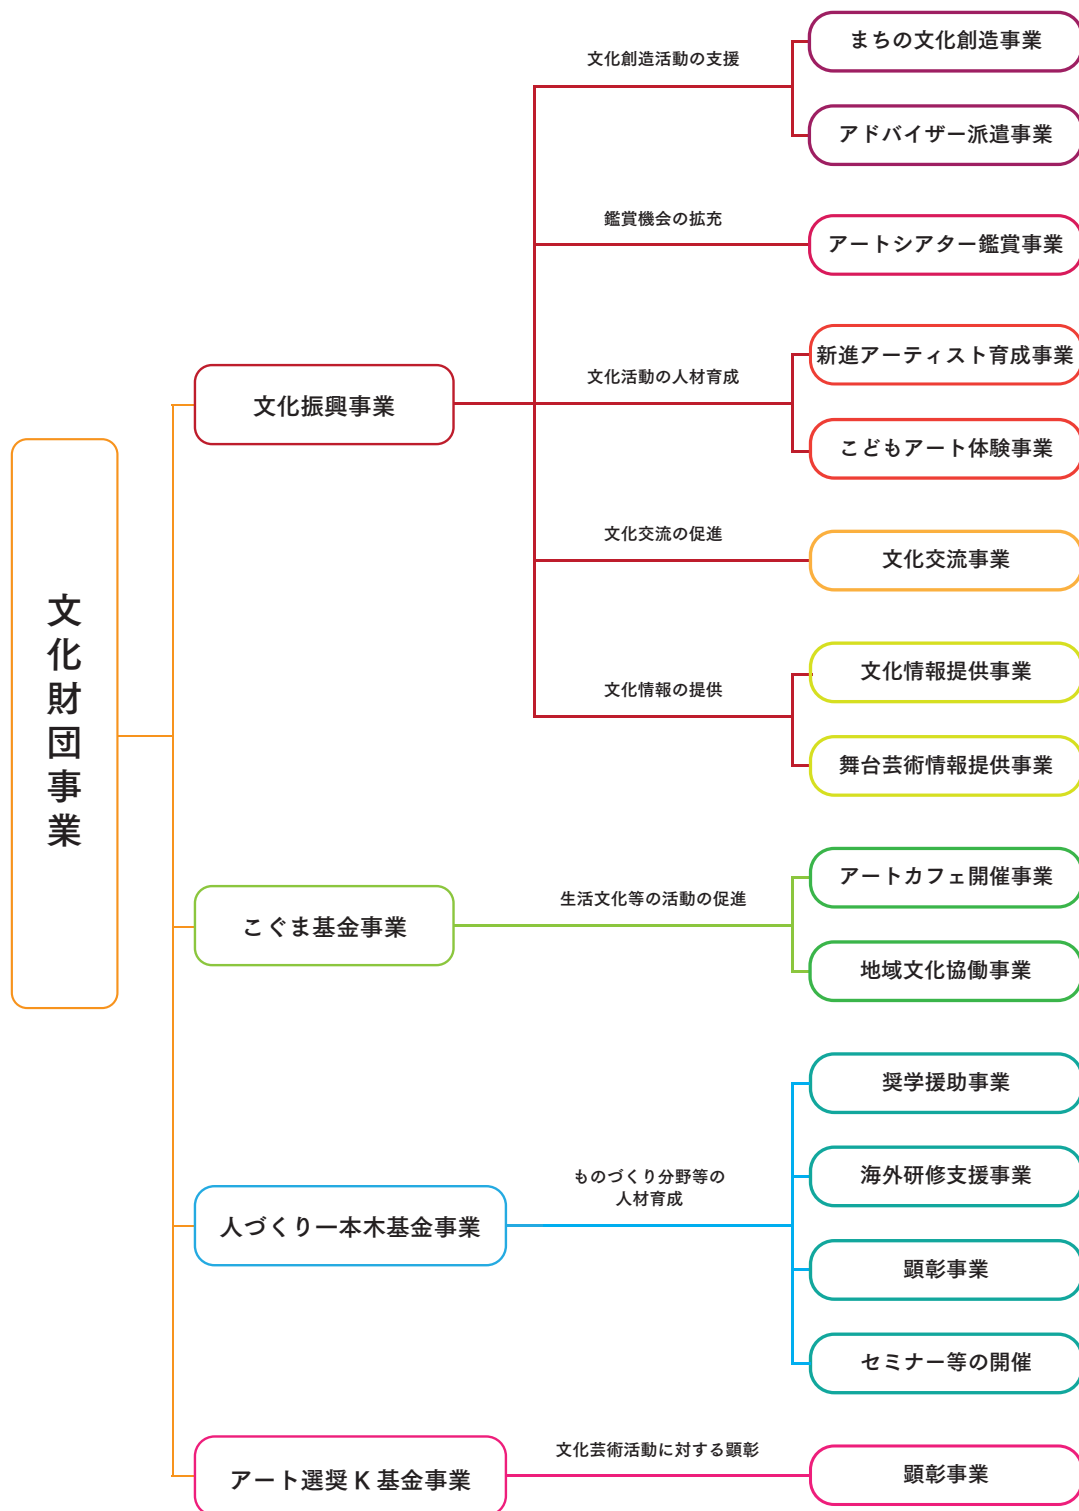 文化財団事業
文化振興事業
文化創造活動の支援
まちの文化創造事業
アドバイザー派遣事業
鑑賞機会の拡充
アートシアター鑑賞事業
文化活動の人材育成
新進アーティスト育成事業
こどもアート体験事業
文化交流の促進
文化交流事業
文化情報の提供
文化情報提供事業
舞台芸術情報提供事業
こぐま基金事業
生活文化等の活動の促進
アートカフェ開催事業
地域文化協働事業
人づくり一本木基金事業
ものづくり分野等の
人材育成
奨学援助事業
海外研修支援事業
顕彰事業
セミナー等の開催
アート選奨 K 基金事業
文化芸術活動に対する顕彰
顕彰事業